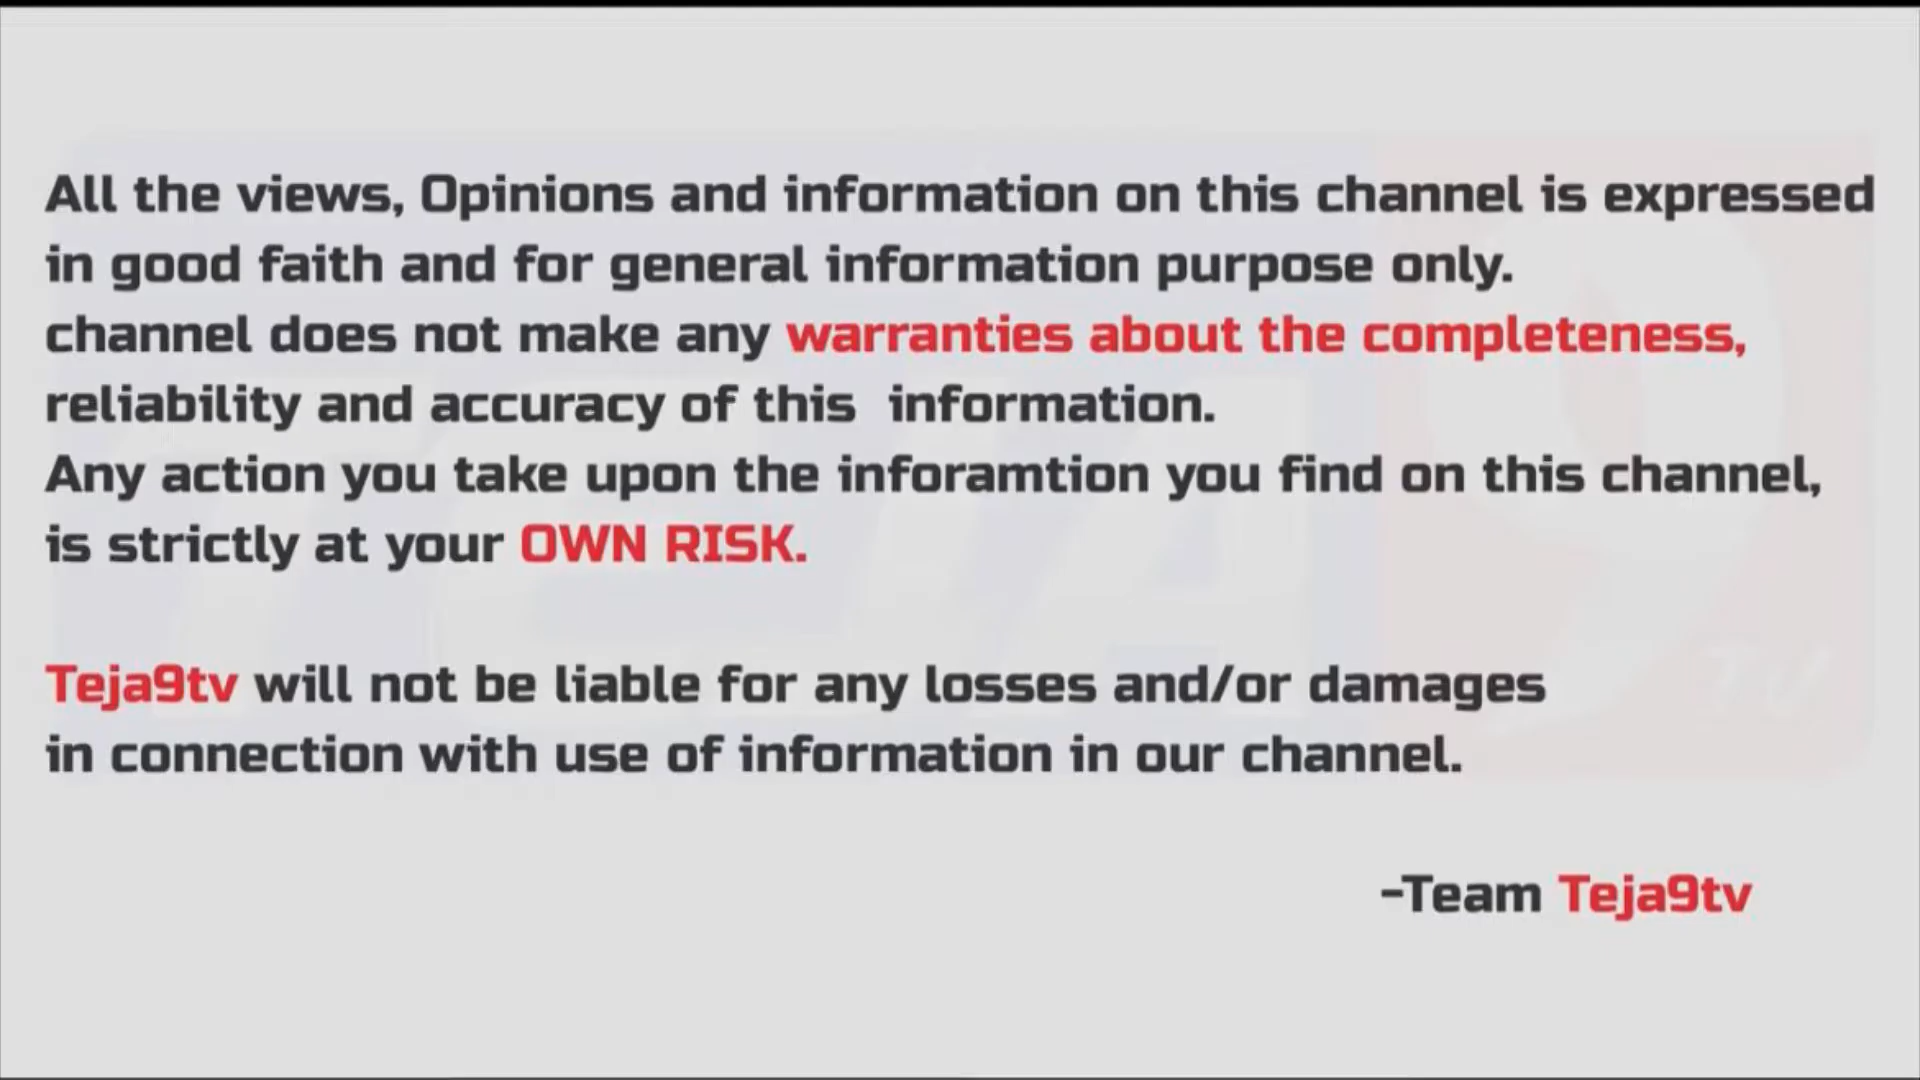 All the views, Opinions and information on this channel is expressed
in good faith and for general information purpose only.
channel does not make any warranties about the completeness,
reliability and accuracy of this  information.
Any action you take upon the inforamtion you find on this channel,
is strictly at your OWN RISK.
Teja9tv will not be liable for any losses and/or damages
in connection with use of information in our channel.
-Team Teja9tv
TEJA 9
TV